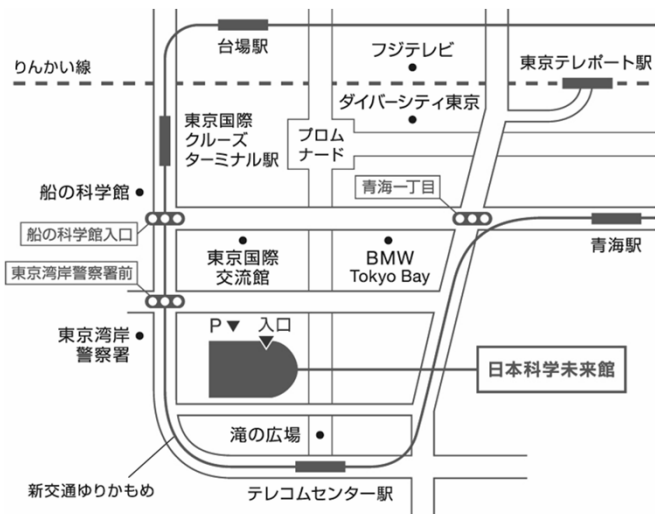 台場駅
フジテレビ
りんかい線
東京テレポート駅
ダイバーシティ東京
東京国際
クルーズ
ターミナル駅
プロム
ナード
船の科学館
青海一丁目
船の科学館入口
東京国際
交流館
BMW
Tokyo Bay
青海駅
東京湾岸警察署前
東京湾岸
警察署
P
入口
日本科学未来館
滝の広場
新交通ゆりかもめ
テレコムセンター駅